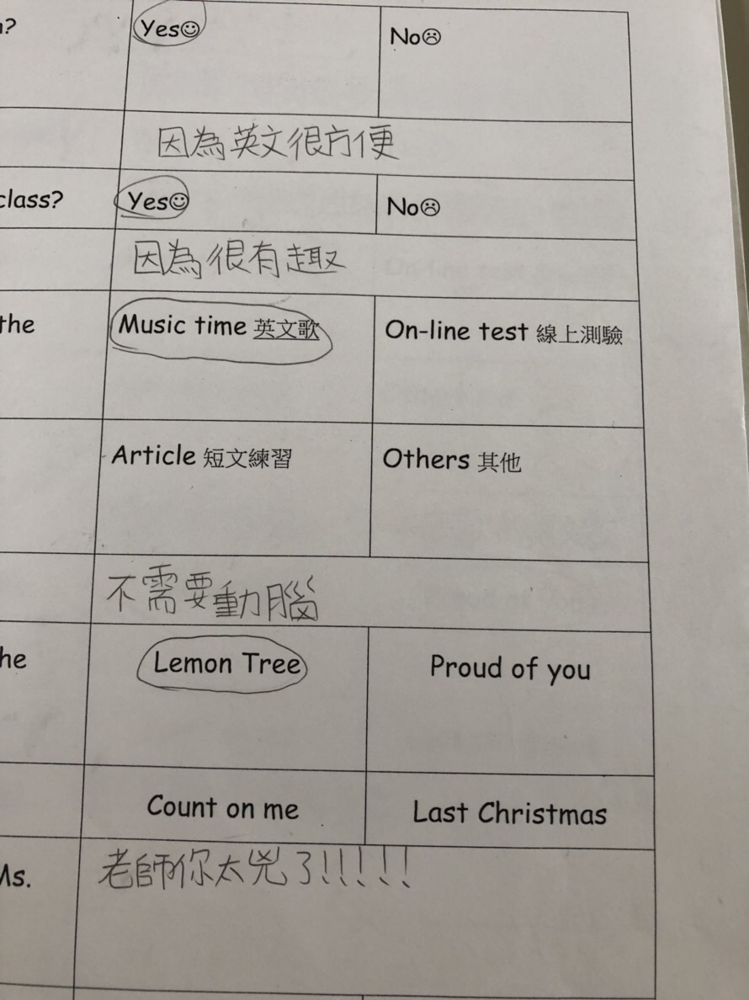 ? Yes☺ No☹
因為英文很方便
class? Yes☺ No☹
因為很有趣
the Music time 英文歌 On-line test 線上測驗
Article 短文練習 Others 其他
不需要動腦
he Lemon Tree Proud of you
Count on me Last Christmas
Ms. 老師你太兇了!!!!!